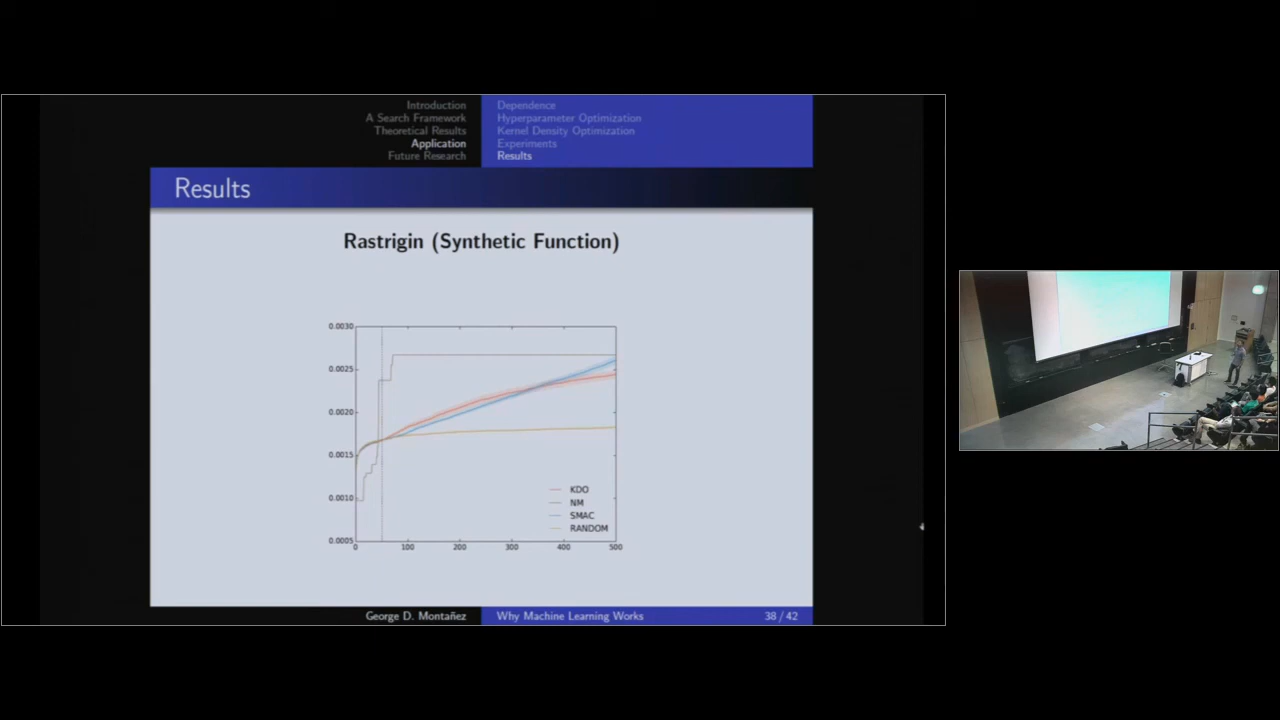 Introduction
A Search Framework
Theoretical Results
Application
Future Research
Dependence
Hyperparameter Optimization
Kernel Density Optimization
Experiments
Results
Results
Rastrigin (Synthetic Function)
0.0030
0.0025
0.0020
0.0015
0.0010
0.0005
0
100
200
300
400
500
KDO
NM
SMAC
RANDOM
George D. Montañez
Why Machine Learning Works
38 / 42